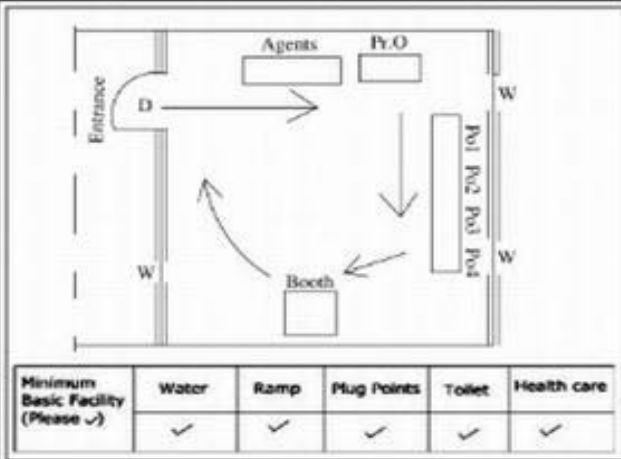 Agents Pr.O
Entrance
D
W
Po1 Po2 Po3 Po4
W
W
Booth
Minimum Basic Facility (Please ✓) Water Ramp Plug Points Toilet Health care
✓ ✓ ✓ ✓ ✓